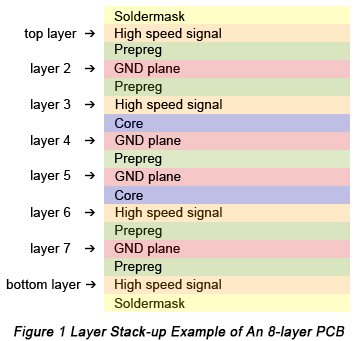 Soldermask
top layer → High speed signal
Prepreg
layer 2 → GND plane
Prepreg
layer 3 → High speed signal
Core
layer 4 → GND plane
Prepreg
layer 5 → GND plane
Core
layer 6 → High speed signal
Prepreg
layer 7 → GND plane
Prepreg
bottom layer → High speed signal
Soldermask
Figure 1 Layer Stack-up Example of An 8-layer PCB